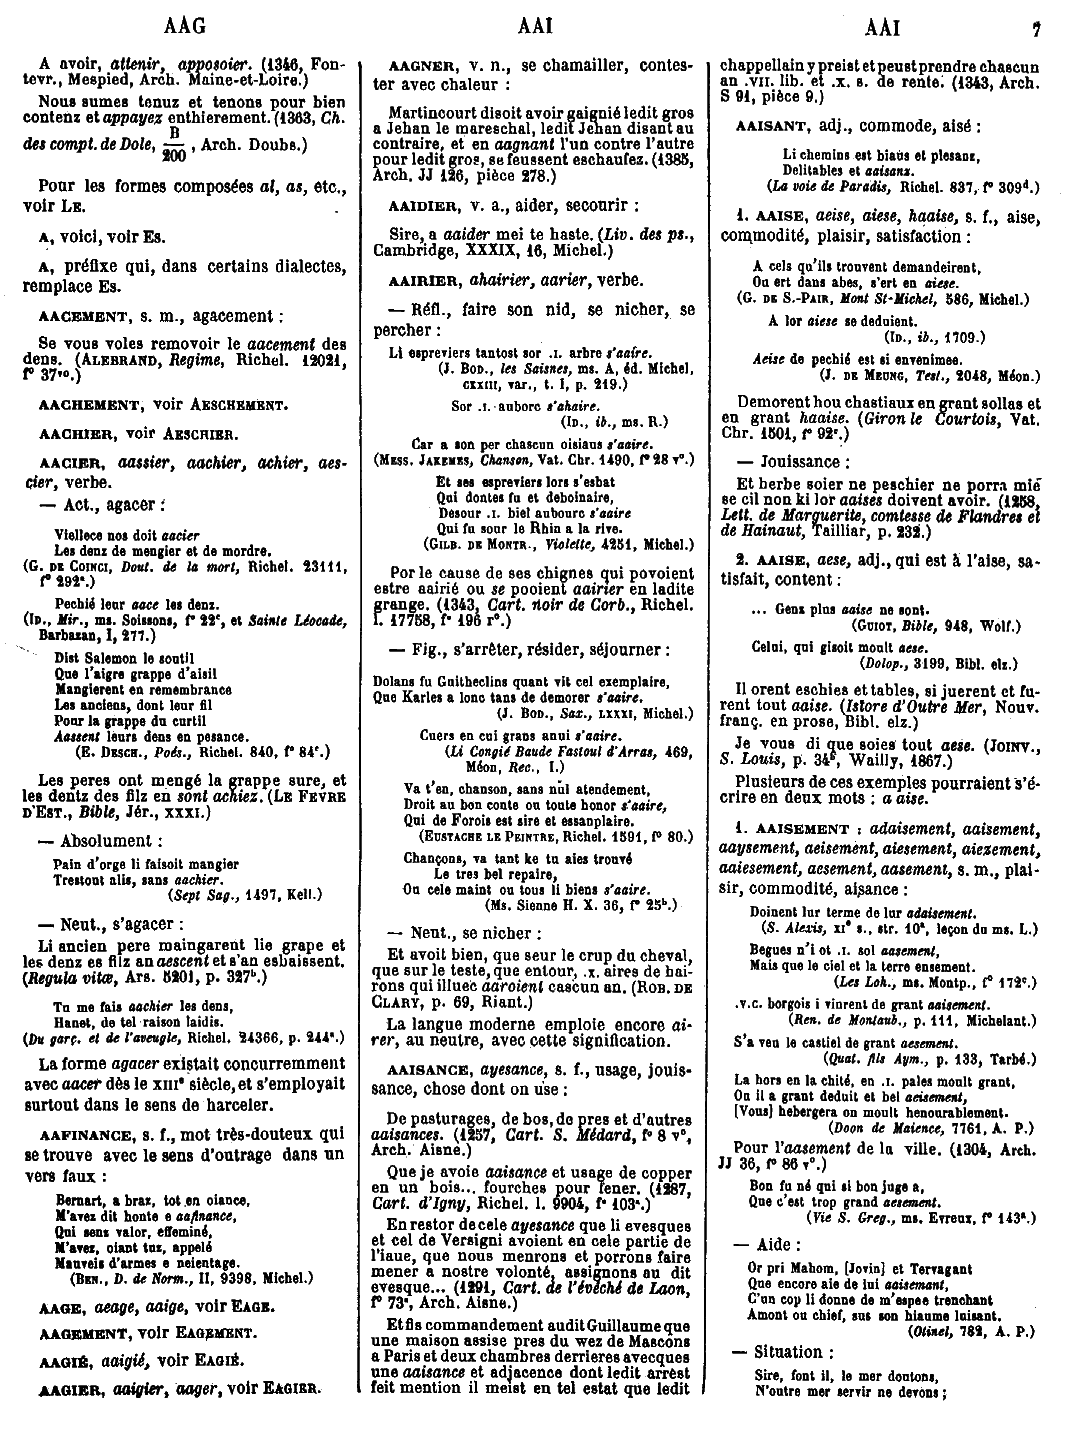 AAG
AAI
AAI
7
A avoir, attenir, apposoier. (1346, Fon-
tevr., Mespied, Arch. Maine-et-Loire.)
Nous sumes tenuz et tenons pour bien
contenz et appayez enthierement. (1363, Ch.
des compt. de Dole, B/200, Arch. Doubs.)
Pour les formes composées al, as, etc.,
voir LE.
A, voici, voir Es.
A, préfixe qui, dans certains dialectes,
remplace Es.
AACEMENT, s. m., agacement :
Se vous voles removoir le aacement des
dens. (ALEBRAND, Regime, Richel. 12021,
f° 37vo.)
AACHEMENT, voir AESCHEMENT.
AACHIER, voir AESCHIER.
AACIER, aassier, aachier, achier, aes-
cier, verbe.
— Act., agacer :
Viellece nos doit aacier
Les denz de mengier et de mordre.
(G. DE COINCI, Dout. de la mort, Richel. 23111,
f° 292a.)
Pechié leur aace les denz.
(ID., Mir., ms. Soissons, f° 22c, et Sainte Léocade,
Barbazan, I, 277.)
Dist Salemon le soutil
Que l'aigre grappe d'aisil
Mangierent en remembrance
Les anciens, dont leur fil
Pour la grappe du curtil
Aassent leurs dens en pesance.
(E. DESCH., Poés., Richel. 840, f° 84c.)
Les peres ont mengé la grappe sure, et
les dentz des filz en sont achiez. (LE FEVRE
D'EST., Bible, Jér., XXXI.)
— Absolument :
Pain d'orge li faisoit mangier
Trestout alis, sans aachier.
(Sept Sag., 1497, Kell.)
— Neut., s'agacer :
Li ancien pere maingarent lie grape et
les denz es filz an aescent et s'an esbaissent.
(Regula vitæ, Ars. 5201, p. 327b.)
Tu me fais aachier les dens,
Hanet, de tel raison laidis.
(Du garç. et de l'aveugle, Richel. 24366, p. 244a.)
La forme agacer existait concurremment
avec aacer dès le XIIIe siècle, et s'employait
surtout dans le sens de harceler.
AAFINANCE, s. f., mot très-douteux qui
se trouve avec le sens d'outrage dans un
vers faux :
Bernart, a braz, tot en oiance,
M'avez dit honte e aafinance,
Qui senz valor, effeminé,
M'avez, oiant tuz, appelé
Mauveis d'armes e neientage.
(BEN., D. de Norm., II, 9398, Michel.)
AAGE, aeage, aaige, voir EAGE.
AAGEMENT, voir EAGEMENT.
AAGIÉ, aaigié, voir EAGIÉ.
AAGIER, aaigier, aager, voir EAGIER.
AAGNER, v. n., se chamailler, contes-
ter avec chaleur :
Martincourt disoit avoir gaignié ledit gros
a Jehan le mareschal, ledit Jehan disant au
contraire, et en aagnant l'un contre l'autre
pour ledit gros, se feussent eschaufez. (1385,
Arch. JJ 126, pièce 278.)
AAIDIER, v. a., aider, secourir :
Sire, a aaider mei te haste. (Liv. des ps.,
Cambridge, XXXIX, 16, Michel.)
AAIRIER, ahairier, aarier, verbe.
— Réfl., faire son nid, se nicher, se
percher :
Li espreviers tantost sor .I. arbre s'aaire.
(J. BOD., les Saisnes, ms. A, éd. Michel,
CXXIII, var., t. I, p. 219.)
Sor .I. auborc s'ahaire.
(ID., ib., ms. R.)
Car a son per chascun oisiaus s'aaire.
(MESS. JAKEMES, Chanson, Vat. Chr. 1490, f° 28 v°.)
Et ses espreviers lors s'esbat
Qui dontes fu et deboinaire,
Desour .I. biel aubourc s'aaire
Qui fu sour le Rhin a la rive.
(GILB. DE MONTR., Violette, 4251, Michel.)
Por le cause de ses chignes qui povoient
estre aairié ou se pooient aairier en ladite
grange. (1343, Cart. noir de Corb., Richel.
l. 17758, f° 196 r°.)
— Fig., s'arrêter, résider, séjourner :
Dolans fu Guitheclins quant vit cel exemplaire,
Que Karles a lonc tans de demorer s'aaire.
(J. BOD., Sax., LXXXI, Michel.)
Cuers en cui grans anui s'aaire.
(Li Congié Baude Fastoul d'Arras, 469,
Méon, Rec., I.)
Va t'en, chanson, sans nul atendement,
Droit au bon conte ou toute honor s'aaire,
Qui de Forois est sire et essanplaire.
(EUSTACHE LE PEINTRE, Richel. 1591, f° 80.)
Chançons, va tant ke tu aies trouvé
Le tres bel repaire,
Ou cele maint ou tous li biens s'aaire.
(Ms. Sienne H. X. 36, f° 25b.)
— Neut., se nicher :
Et avoit bien, que seur le crup du cheval,
que sur le teste, que entour, .X. aires de hai-
rons qui illuec aaroient cascun an. (ROB. DE
CLARY, p. 69, Riant.)
La langue moderne emploie encore ai-
rer, au neutre, avec cette signification.
AAISANCE, ayesance, s. f., usage, jouis-
sance, chose dont on use :
De pasturages, de bos, de pres et d'autres
aaisances. (1257, Cart. S. Médard, f° 8 v°,
Arch. Aisne.)
Que je avoie aaisance et usage de copper
en un bois... fourches pour fener. (1287,
Cart. d'Igny, Richel. l. 9904, f° 103a.)
En restor de cele ayesance que li evesques
et cel de Versigni avoient en cele partie de
l'iaue, que nous menrons et porrons faire
mener a nostre volonté, assignons au dit
evesque... (1291, Cart. de l'évêché de Laon,
f° 73a, Arch. Aisne.)
Et fis commandement audit Guillaume que
une maison assise pres du wez de Mascons
a Paris et deux chambres derrieres avecques
une aaisance et adjacence dont ledit arrest
feit mention il meist en tel estat que ledit
chappellain y preist et peust prendre chascun
an .VII. lib. et .X. s. de rente. (1343, Arch.
S 91, pièce 9.)
AAISANT, adj., commode, aisé :
Li chemins est biaus et plesanz,
Delitables et aaisanz.
(La voie de Paradis, Richel. 837, f° 309d.)
1. AAISE, aeise, aiese, haaise, s. f., aise,
commodité, plaisir, satisfaction :
A cels qu'ils trouvent demandeirent,
Ou ert dans abes, s'ert en aiese.
(G. DE S.-PAIR, Mont St-Michel, 586, Michel.)
A lor aiese se deduient.
(ID., ib., 1709.)
Aeise de pechié est si envenimee.
(J. DE MEUNG, Test., 2048, Méon.)
Demorent hou chastiaux en grant sollas et
en grant haaise. (Giron le Courtois, Vat.
Chr. 1501, f° 92c.)
— Jouissance :
Et herbe soier ne peschier ne porra mie
se cil non ki lor aaises doivent avoir. (1258,
Lett. de Marguerite, comtesse de Flandres et
de Hainaut, Tailliar, p. 232.)
2. AAISE, aese, adj., qui est à l'aise, sa-
tisfait, content :
... Genz plus aaise ne sont.
(GUIOT, Bible, 948, Wolf.)
Celui, qui gisoit moult aese.
(Dolop., 3199, Bibl. elz.)
Il orent eschies et tables, si juerent et fu-
rent tout aaise. (Istore d'Outre Mer, Nouv.
franç. en prose, Bibl. elz.)
Je vous di que soies tout aese. (JOINV.,
S. Louis, p. 34e, Wailly, 1867.)
Plusieurs de ces exemples pourraient s'é-
crire en deux mots : a aise.
1. AAISEMENT : adaisement, aaisement,
aaysement, aeisement, aiesement, aiezement,
aaiesement, aesement, aasement, s. m., plai-
sir, commodité, aisance :
Doinent lur terme de lur adaisement.
(S. Alexis, XIe s., str. 10e, leçon du ms. L.)
Begues n'i ot .I. sol aasement,
Mais que le ciel et la terre ensement.
(Les Loh., ms. Montp., f° 172c.)
.V.C. borgois i vinrent de grant aaisement.
(Ren. de Montaub., p. 111, Michelant.)
S'a veu le castiel de grant aesement.
(Quat. fils Aym., p. 133, Tarbé.)
La hors en la chité, en .I. pales moult grant,
Ou il a grant deduit et bel aeisement,
[Vous] hebergera on moult henourablement.
(Doon de Maience, 7761, A. P.)
Pour l'aasement de la ville. (1304, Arch.
JJ 36, f° 86 v°.)
Bon fu né qui si bon juge a,
Que c'est trop grand aesement.
(Vie S. Greg., ms. Evreux, f° 143a.)
— Aide :
Or pri Mahom, [Jovin] et Tervagant
Que encore aie de lui aaisemant,
C'un cop li donne de m'espee trenchant
Amont ou chief, sus son hiaume luisant.
(Otinel, 782, A. P.)
— Situation :
Sire, font il, le mer doutons,
N'outre mer servir ne devons ;